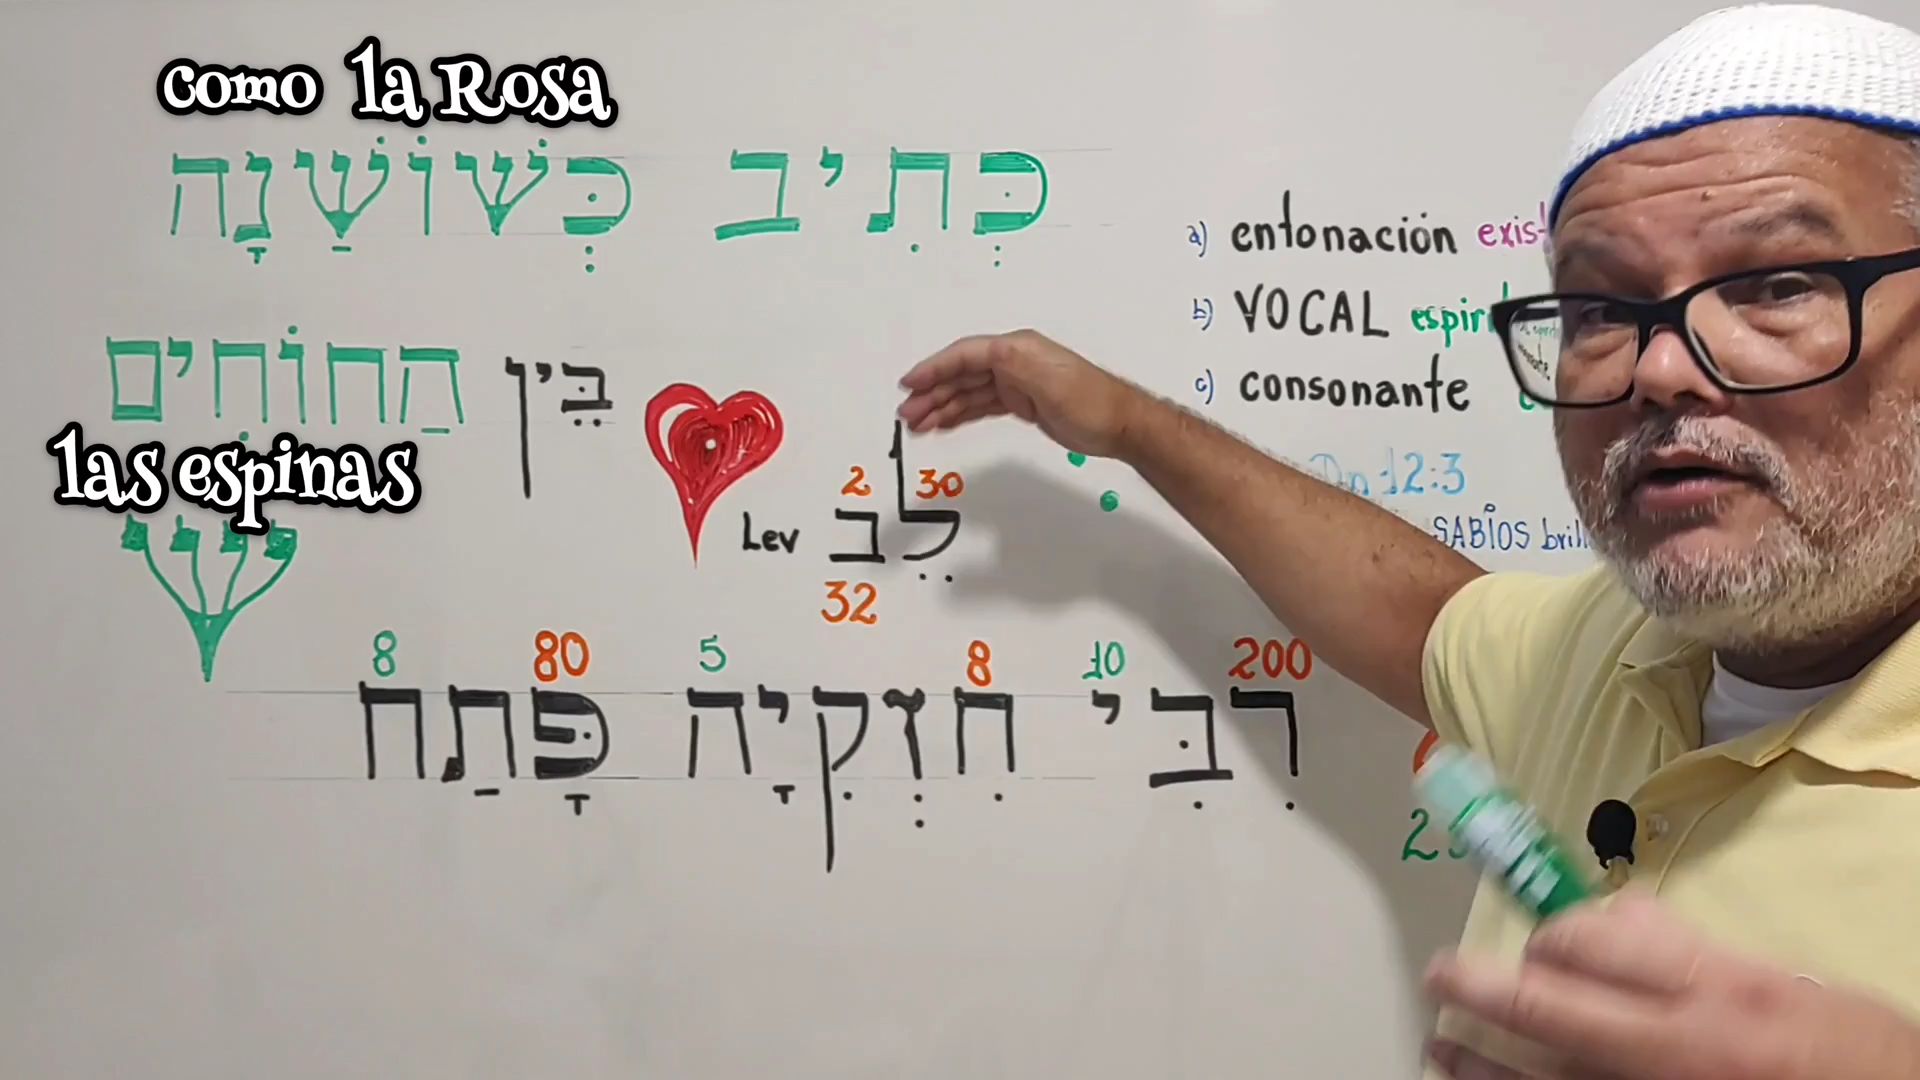 como la Rosa
כְּתִיב כְּשׁוֹשַׁנָה
a) entonación
b) VOCAL
c) consonante
בֵּין הַחוֹחִים
las espinas
12:3
SABIOS
2 30
Lev לֵב
32
ש
200 10 8 5 80 8
רִבִּי חִזְקִיָה פָּתַח